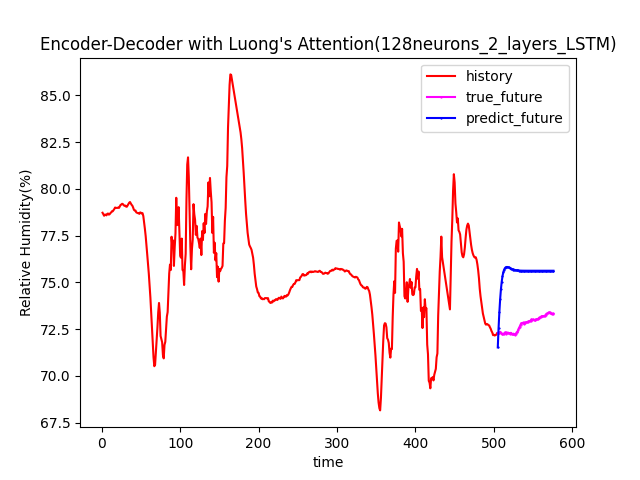 Encoder-Decoder with Luong's Attention(128neurons_2_layers_LSTM)
history
true_future
predict_future
85.0
82.5
80.0
77.5
75.0
72.5
70.0
67.5
Relative Humidity(%)
0 100 200 300 400 500 600
time